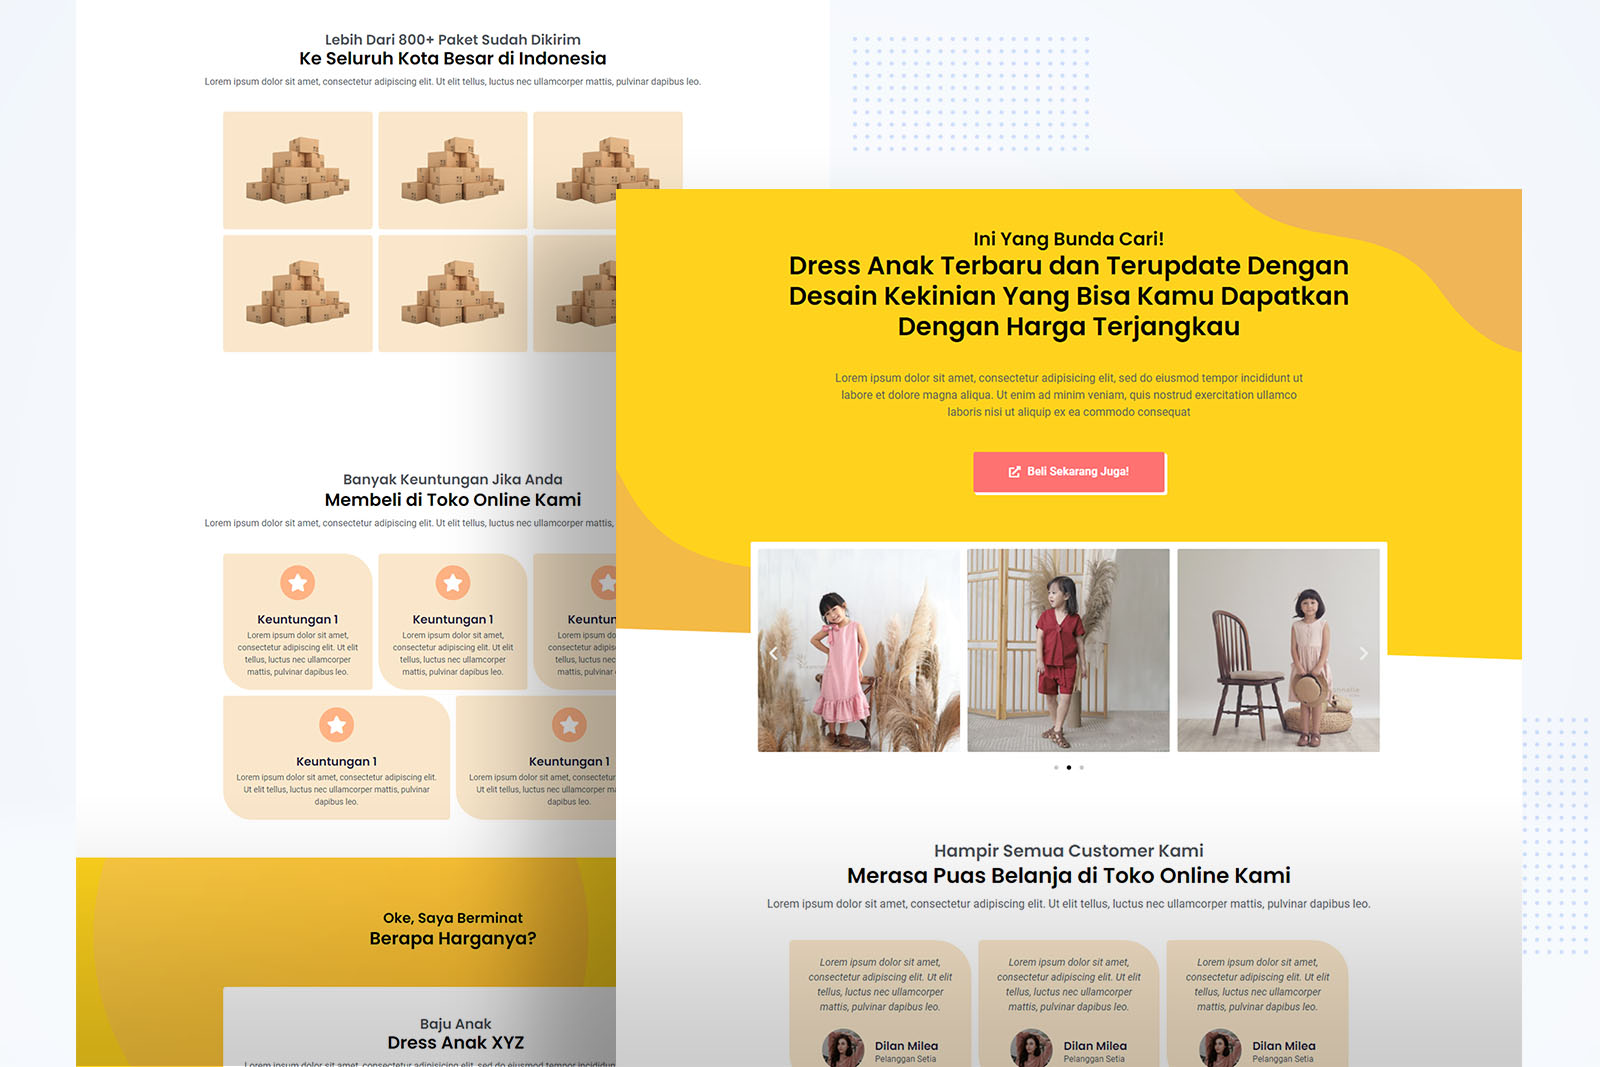 Lebih Dari 800+ Paket Sudah Dikirim
Ke Seluruh Kota Besar di Indonesia
Lorem ipsum dolor sit amet, consectetur adipiscing elit. Ut elit tellus, luctus nec ullamcorper mattis, pulvinar dapibus leo.
Banyak Keuntungan Jika Anda
Membeli di Toko Online Kami
Lorem ipsum dolor sit amet, consectetur adipiscing elit. Ut elit tellus, luctus nec ullamcorper mattis,
Keuntungan 1
Lorem ipsum dolor sit amet,
consectetur adipiscing elit. Ut elit
tellus, luctus nec ullamcorper
mattis, pulvinar dapibus leo.
Keuntungan 1
Lorem ipsum dolor sit amet,
consectetur adipiscing elit. Ut elit
tellus, luctus nec ullamcorper
mattis, pulvinar dapibus leo.
Keuntun
Lorem ipsum do
consectetur adipis
tellus, luctus ne
mattis, pulvina
Keuntungan 1
Lorem ipsum dolor sit amet, consectetur adipiscing elit.
Ut elit tellus, luctus nec ullamcorper mattis, pulvinar
dapibus leo.
Keuntungan 1
Lorem ipsum dolor sit amet, consectetur
Ut elit tellus, luctus nec ullamcorper
dapibus leo.
Oke, Saya Berminat
Berapa Harganya?
Baju Anak
Dress Anak XYZ
Lorem ipsum dolor sit amet, consectetur adipiscing elit, sed do eiusmod tempor
Ini Yang Bunda Cari!
Dress Anak Terbaru dan Terupdate Dengan
Desain Kekinian Yang Bisa Kamu Dapatkan
Dengan Harga Terjangkau
Lorem ipsum dolor sit amet, consectetur adipisicing elit, sed do eiusmod tempor incididunt ut
labore et dolore magna aliqua. Ut enim ad minim veniam, quis nostrud exercitation ullamco
laboris nisi ut aliquip ex ea commodo consequat
Beli Sekarang Juga!
Hampir Semua Customer Kami
Merasa Puas Belanja di Toko Online Kami
Lorem ipsum dolor sit amet, consectetur adipiscing elit. Ut elit tellus, luctus nec ullamcorper mattis, pulvinar dapibus leo.
Lorem ipsum dolor sit amet,
consectetur adipiscing elit. Ut elit
tellus, luctus nec ullamcorper
mattis, pulvinar dapibus leo.
Dilan Milea
Pelanggan Setia
Lorem ipsum dolor sit amet,
consectetur adipiscing elit. Ut elit
tellus, luctus nec ullamcorper
mattis, pulvinar dapibus leo.
Dilan Milea
Pelanggan Setia
Lorem ipsum dolor sit amet,
consectetur adipiscing elit. Ut elit
tellus, luctus nec ullamcorper
mattis, pulvinar dapibus leo.
Dilan Milea
Pelanggan Setia